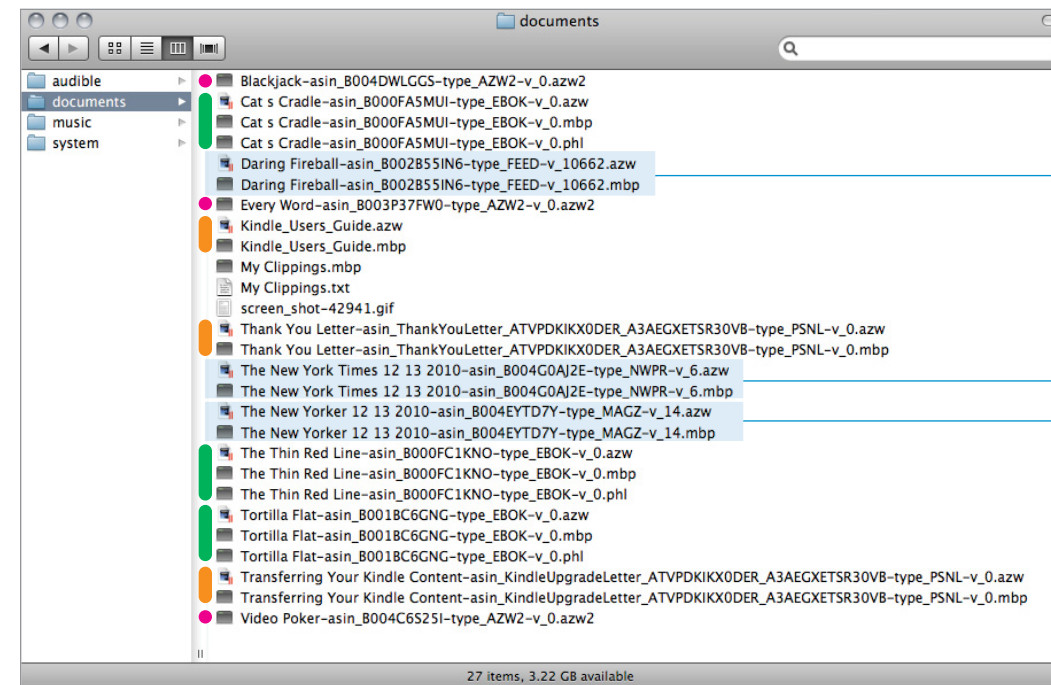 documents
audible
documents
music
system
Blackjack-asin_B004DWLGGS-type_AZW2-v_0.azw2
Cat s Cradle-asin_B000FA5MUI-type_EBOK-v_0.azw
Cat s Cradle-asin_B000FA5MUI-type_EBOK-v_0.mbp
Cat s Cradle-asin_B000FA5MUI-type_EBOK-v_0.phl
Daring Fireball-asin_B002B55IN6-type_FEED-v_10662.azw
Daring Fireball-asin_B002B55IN6-type_FEED-v_10662.mbp
Every Word-asin_B003P37FW0-type_AZW2-v_0.azw2
Kindle_Users_Guide.azw
Kindle_Users_Guide.mbp
My Clippings.mbp
My Clippings.txt
screen_shot-42941.gif
Thank You Letter-asin_ThankYouLetter_ATVPDKIKX0DER_A3AEGXETSR30VB-type_PSNL-v_0.azw
Thank You Letter-asin_ThankYouLetter_ATVPDKIKX0DER_A3AEGXETSR30VB-type_PSNL-v_0.mbp
The New York Times 12 13 2010-asin_B004G0AJ2E-type_NWPR-v_6.azw
The New York Times 12 13 2010-asin_B004G0AJ2E-type_NWPR-v_6.mbp
The New Yorker 12 13 2010-asin_B004EYTD7Y-type_MAGZ-v_14.azw
The New Yorker 12 13 2010-asin_B004EYTD7Y-type_MAGZ-v_14.mbp
The Thin Red Line-asin_B000FC1KNO-type_EBOK-v_0.azw
The Thin Red Line-asin_B000FC1KNO-type_EBOK-v_0.mbp
The Thin Red Line-asin_B000FC1KNO-type_EBOK-v_0.phl
Tortilla Flat-asin_B001BC6GNG-type_EBOK-v_0.azw
Tortilla Flat-asin_B001BC6GNG-type_EBOK-v_0.mbp
Tortilla Flat-asin_B001BC6GNG-type_EBOK-v_0.phl
Transferring Your Kindle Content-asin_KindleUpgradeLetter_ATVPDKIKX0DER_A3AEGXETSR30VB-type_PSNL-v_0.azw
Transferring Your Kindle Content-asin_KindleUpgradeLetter_ATVPDKIKX0DER_A3AEGXETSR30VB-type_PSNL-v_0.mbp
Video Poker-asin_B004C6S25I-type_AZW2-v_0.azw2
27 items, 3.22 GB available